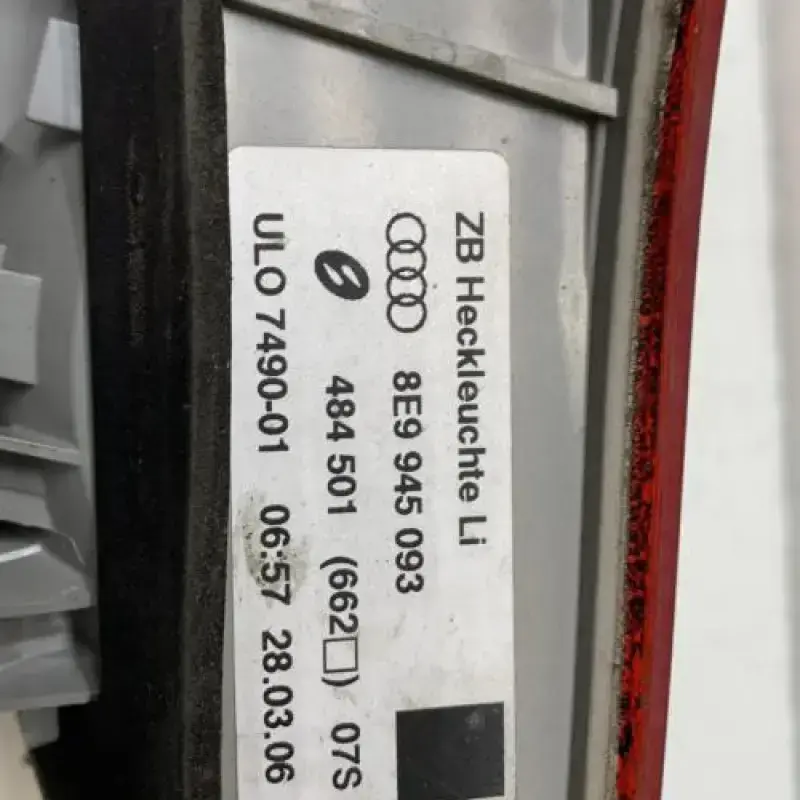 ZB Heckleuchte Li
8E9 945 093
484 501 (662□) 07S
ULO 7490-01 06:57 28.03.06